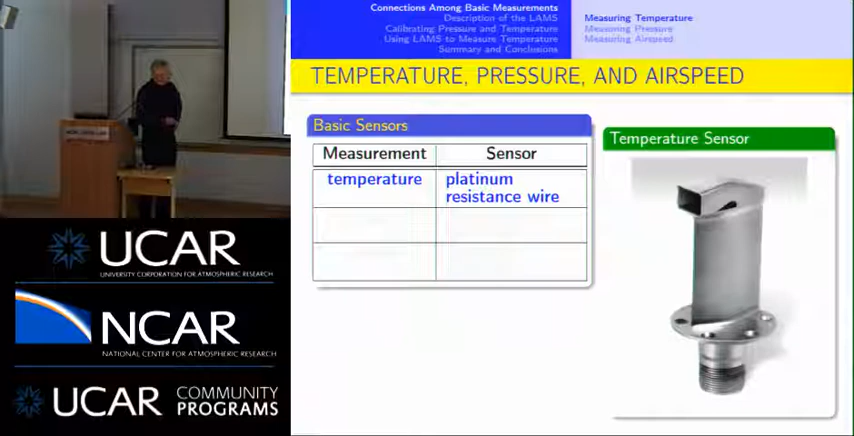 Connections Among Basic Measurements
Description of the LAMS
Calibrating Pressure and Temperature
Using LAMS to Measure Temperature
Summary and Conclusions
Measuring Temperature
Measuring Pressure
Measuring Airspeed
TEMPERATURE, PRESSURE, AND AIRSPEED
Basic Sensors
Measurement Sensor
temperature platinum
resistance wire
Temperature Sensor
UCAR
UNIVERSITY CORPORATION FOR ATMOSPHERIC RESEARCH
NCAR
NATIONAL CENTER FOR ATMOSPHERIC RESEARCH
UCAR COMMUNITY
PROGRAMS